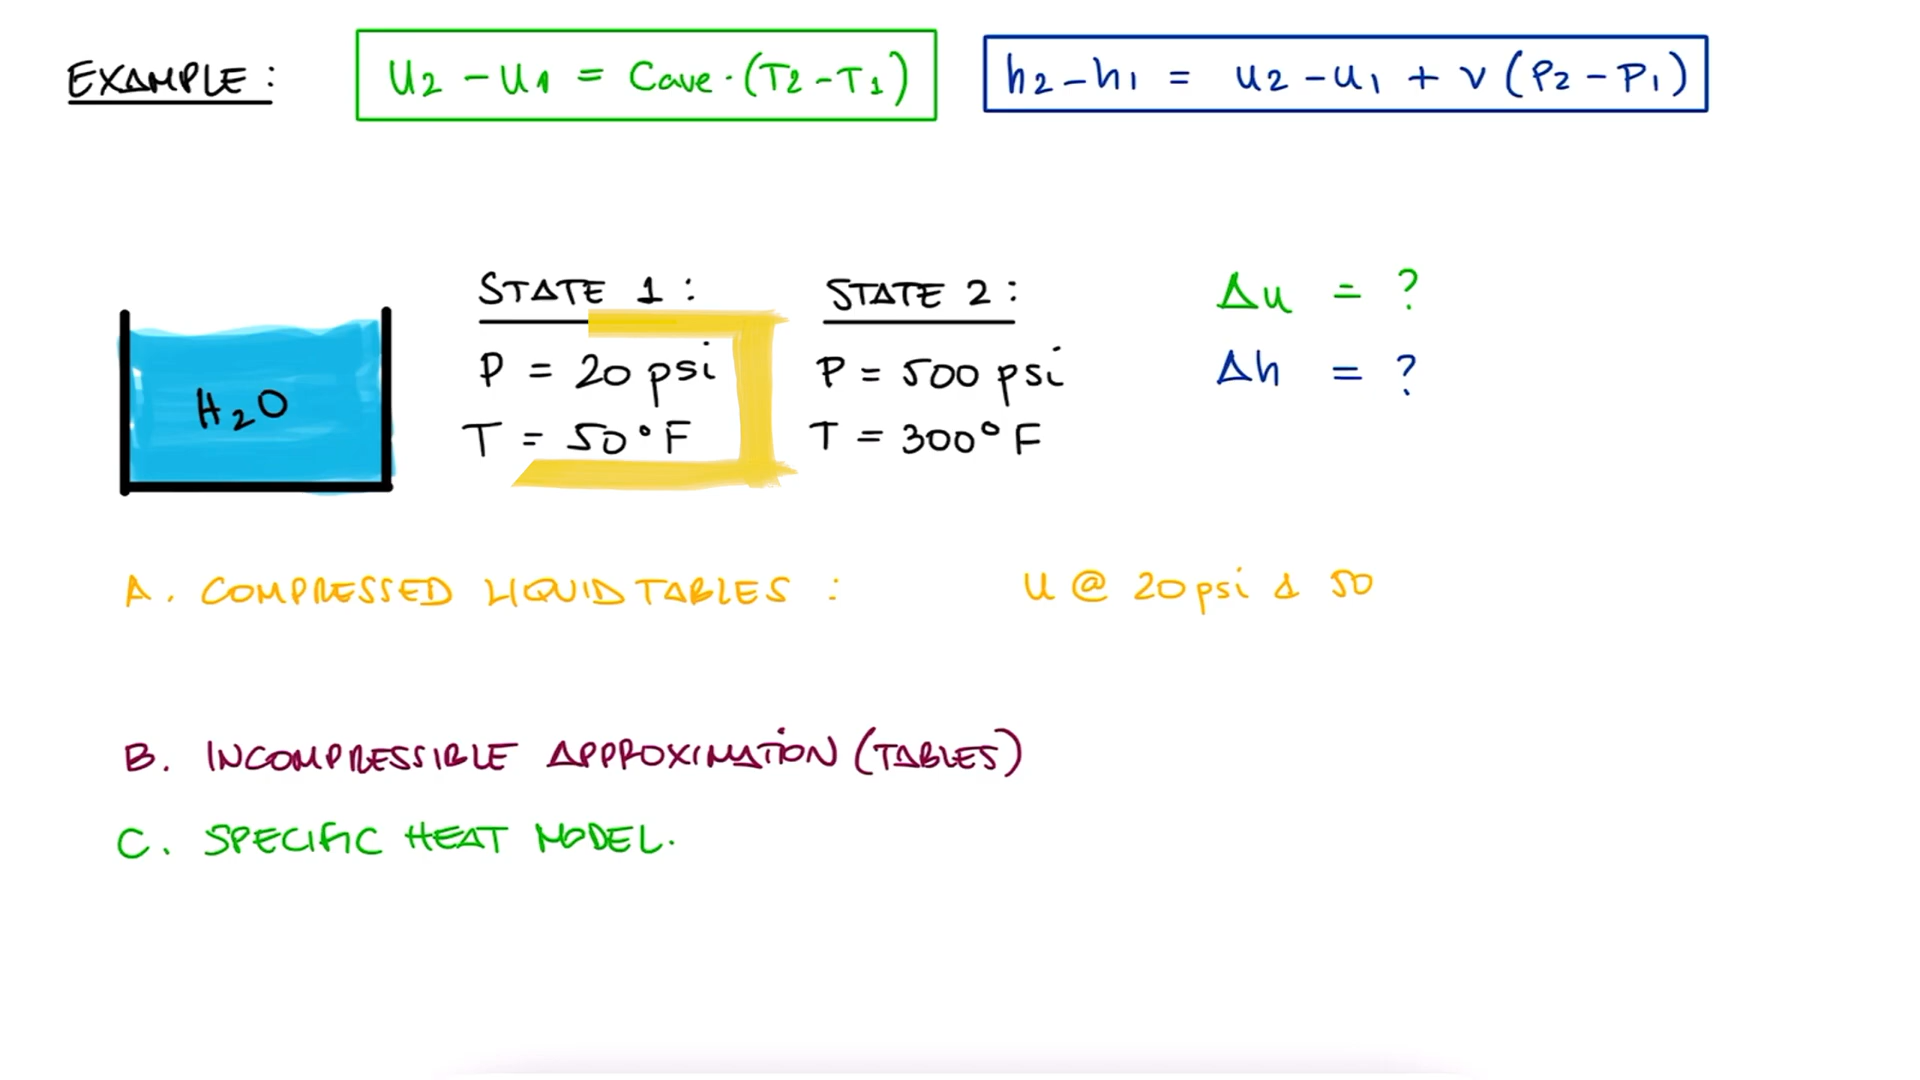 EXAMPLE: U2 - U1 = Cave · (T2 - T1) h2 - h1 = u2 - u1 + v (P2 - P1)
STATE 1: STATE 2: Δu = ?
P = 20 psi P = 500 psi Δh = ?
H2O T = 50°F T = 300°F
A. COMPRESSED LIQUID TABLES: U @ 20 psi & 50
B. INCOMPRESSIBLE APPROXIMATION (TABLES)
C. SPECIFIC HEAT MODEL.